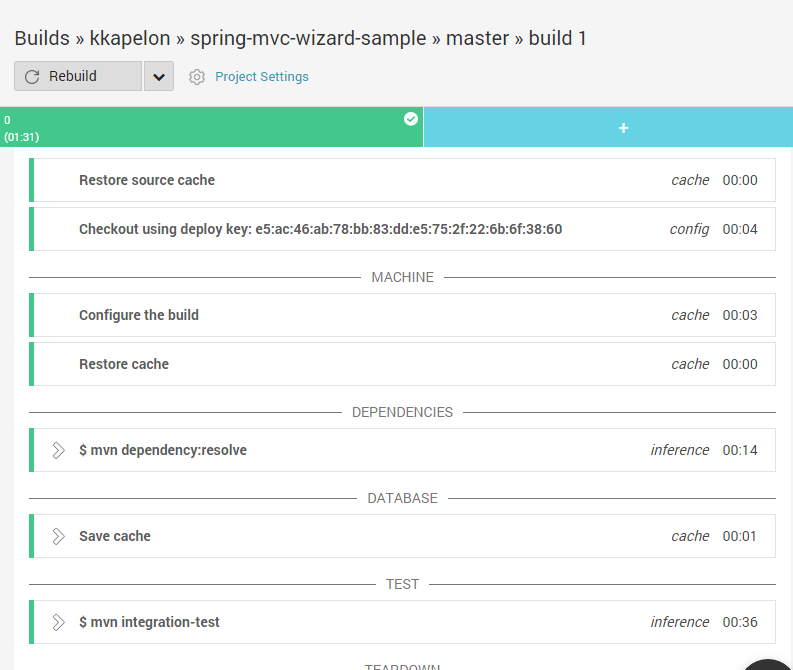 Builds » kkapelon » spring-mvc-wizard-sample » master » build 1
Rebuild Project Settings
0
(01:31) +
Restore source cache cache 00:00
Checkout using deploy key: e5:ac:46:ab:78:bb:83:dd:e5:75:2f:22:6b:6f:38:60 config 00:04
MACHINE
Configure the build cache 00:03
Restore cache cache 00:00
DEPENDENCIES
$ mvn dependency:resolve inference 00:14
DATABASE
Save cache cache 00:01
TEST
$ mvn integration-test inference 00:36
TEARDOWN